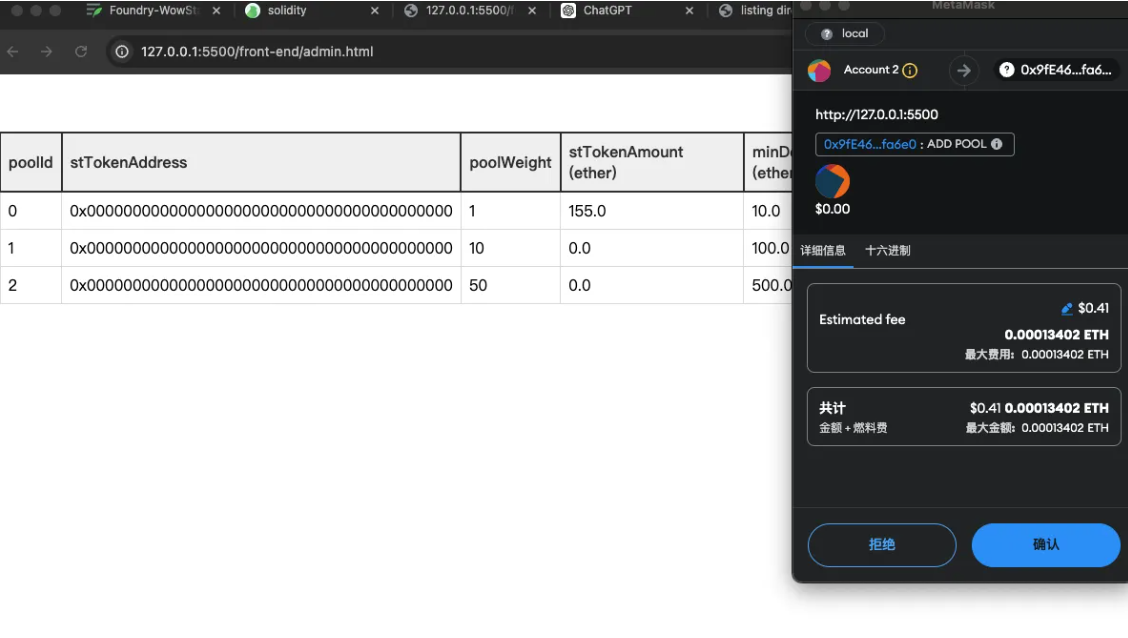 Foundry-WowSt
solidity
127.0.0.1:5500/f
ChatGPT
listing dir
127.0.0.1:5500/front-end/admin.html
poolId stTokenAddress poolWeight stTokenAmount (ether) minDe (ether
0 0x0000000000000000000000000000000000000000 1 155.0 10.0
1 0x0000000000000000000000000000000000000000 10 0.0 100.0
2 0x0000000000000000000000000000000000000000 50 0.0 500.0
MetaMask
local
Account 2 0x9fE46...fa6...
http://127.0.0.1:5500
0x9fE46...fa6e0 : ADD POOL
$0.00
详细信息 十六进制
Estimated fee $0.41
0.00013402 ETH
最大费用: 0.00013402 ETH
共计 $0.41 0.00013402 ETH
金额 + 燃料费 最大金额: 0.00013402 ETH
拒绝 确认